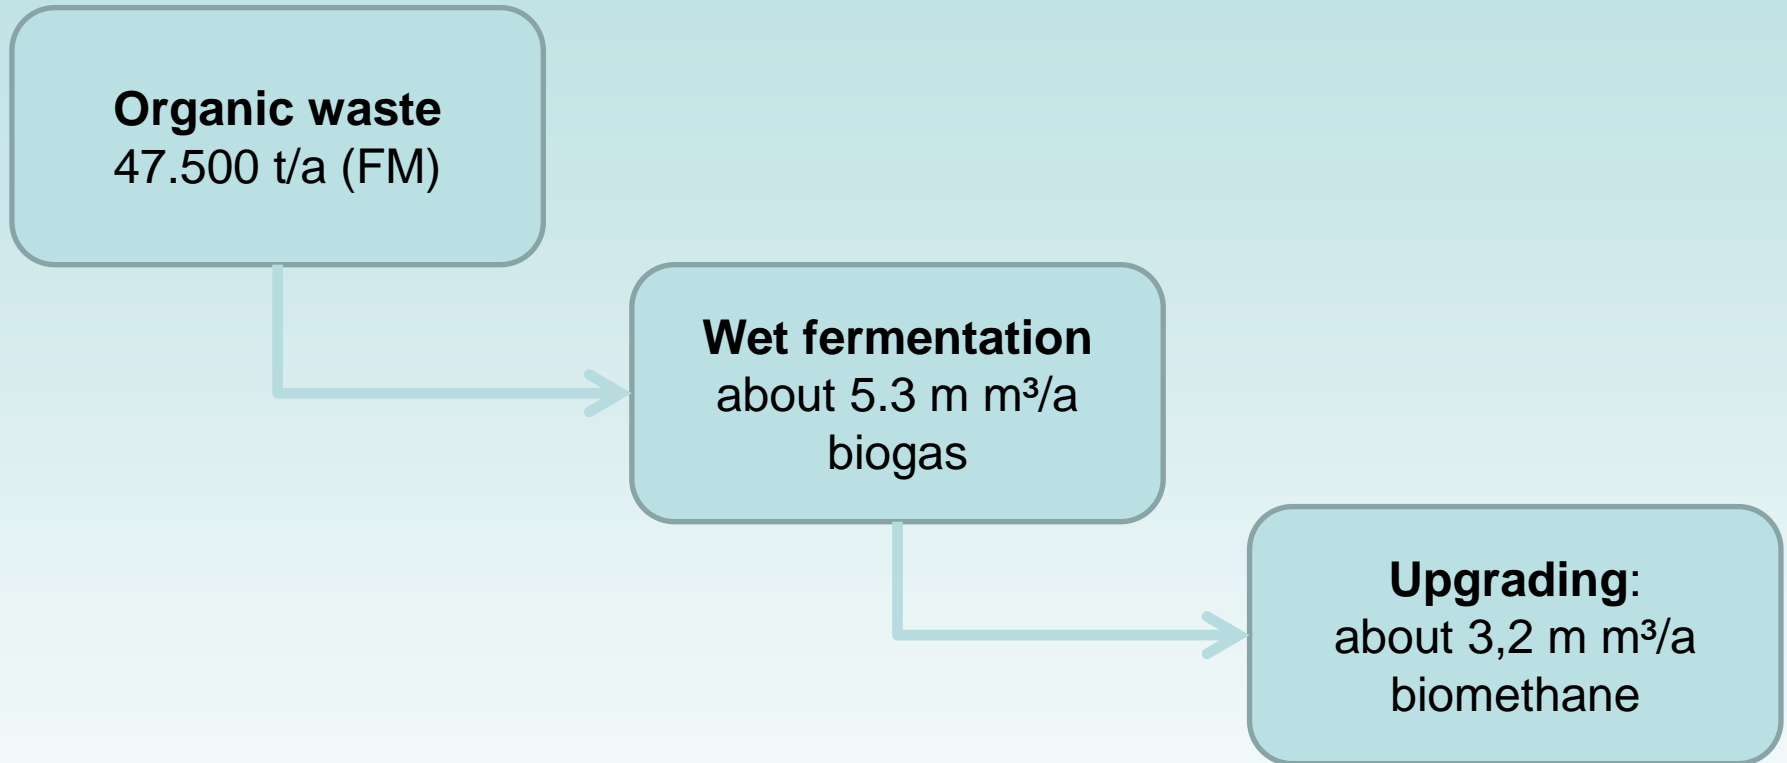 Organic waste
47.500 t/a (FM)
Wet fermentation
about 5.3 m m³/a
biogas
Upgrading:
about 3,2 m m³/a
biomethane